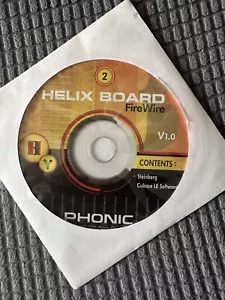 2
HELIX BOARD
FireWire
V1.0
CONTENTS :
Steinberg
Cubase LE Software
PHONIC